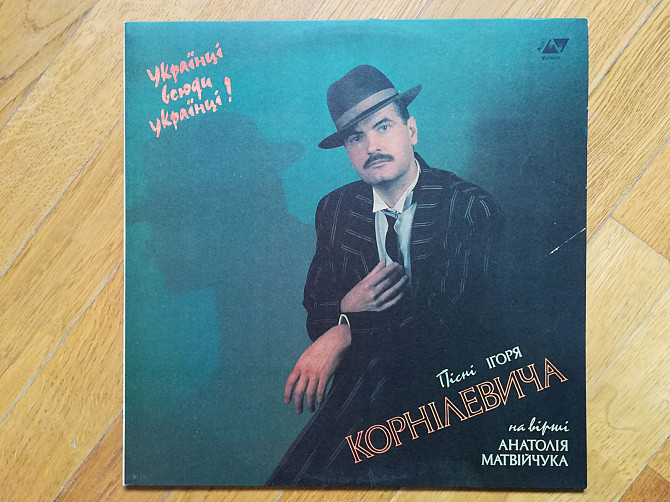 Українці
всюди
українці!
Пісні ІГОРЯ
КОРНІЛЕВИЧА
на вірші
АНАТОЛІЯ
МАТВІЙЧУКА